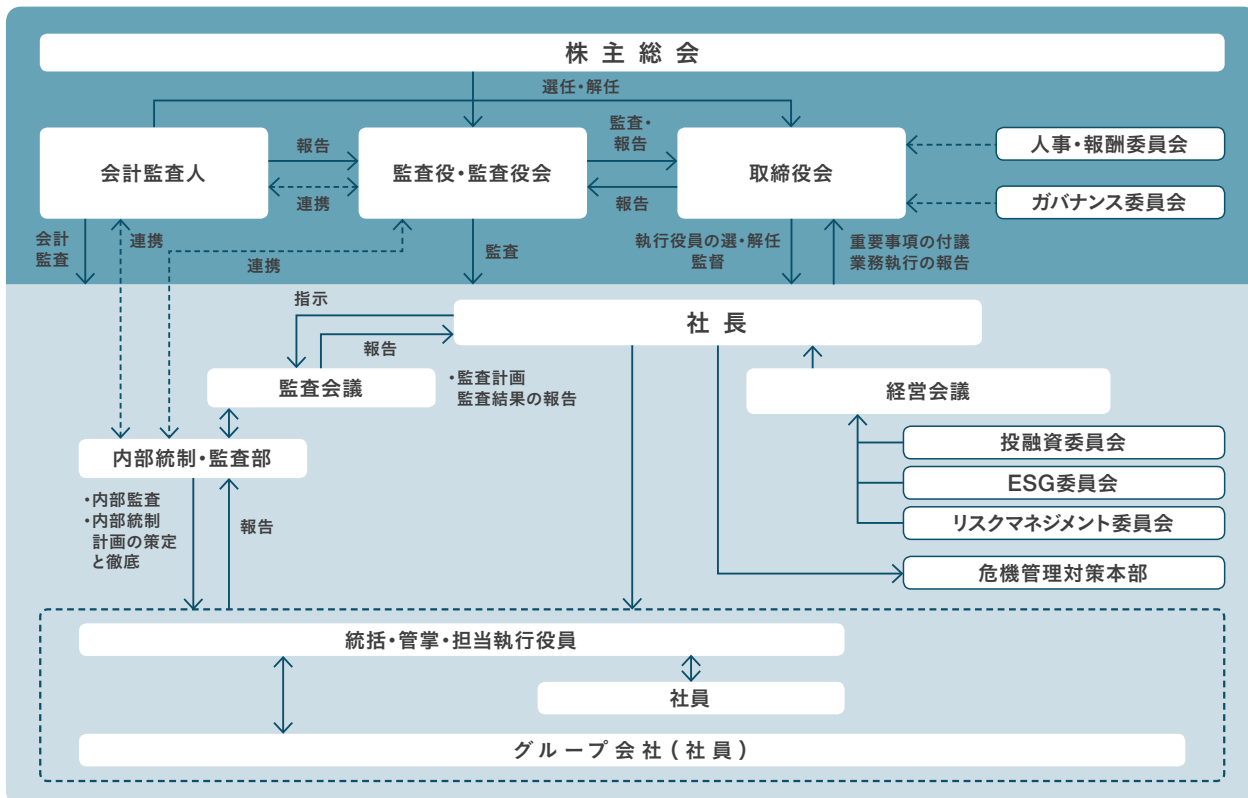 株主総会
選任・解任
会計監査人
報告
連携
監査役・監査役会
監査・
報告
報告
取締役会
人事・報酬委員会
ガバナンス委員会
会計
監査
連携
連携
監査
執行役員の選・解任
監督
重要事項の付議
業務執行の報告
指示
社長
報告
監査会議
・監査計画
監査結果の報告
経営会議
内部統制・監査部
投融資委員会
ESG委員会
リスクマネジメント委員会
・内部監査
・内部統制
計画の策定
と徹底
報告
危機管理対策本部
統括・管掌・担当執行役員
社員
グループ会社(社員)